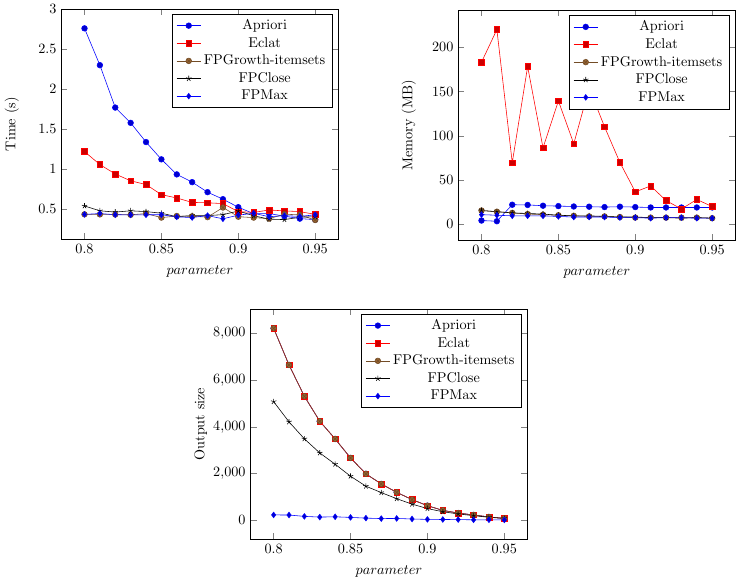 3
2.5
2
1.5
1
0.5
0.8
0.85
0.9
0.95
Time (s)
parameter
Apriori
Eclat
FPGrowth-itemsets
FPClose
FPMax
200
150
100
50
0
0.8
0.85
0.9
0.95
Memory (MB)
parameter
Apriori
Eclat
FPGrowth-itemsets
FPClose
FPMax
8,000
6,000
4,000
2,000
0
0.8
0.85
0.9
0.95
Output size
parameter
Apriori
Eclat
FPGrowth-itemsets
FPClose
FPMax